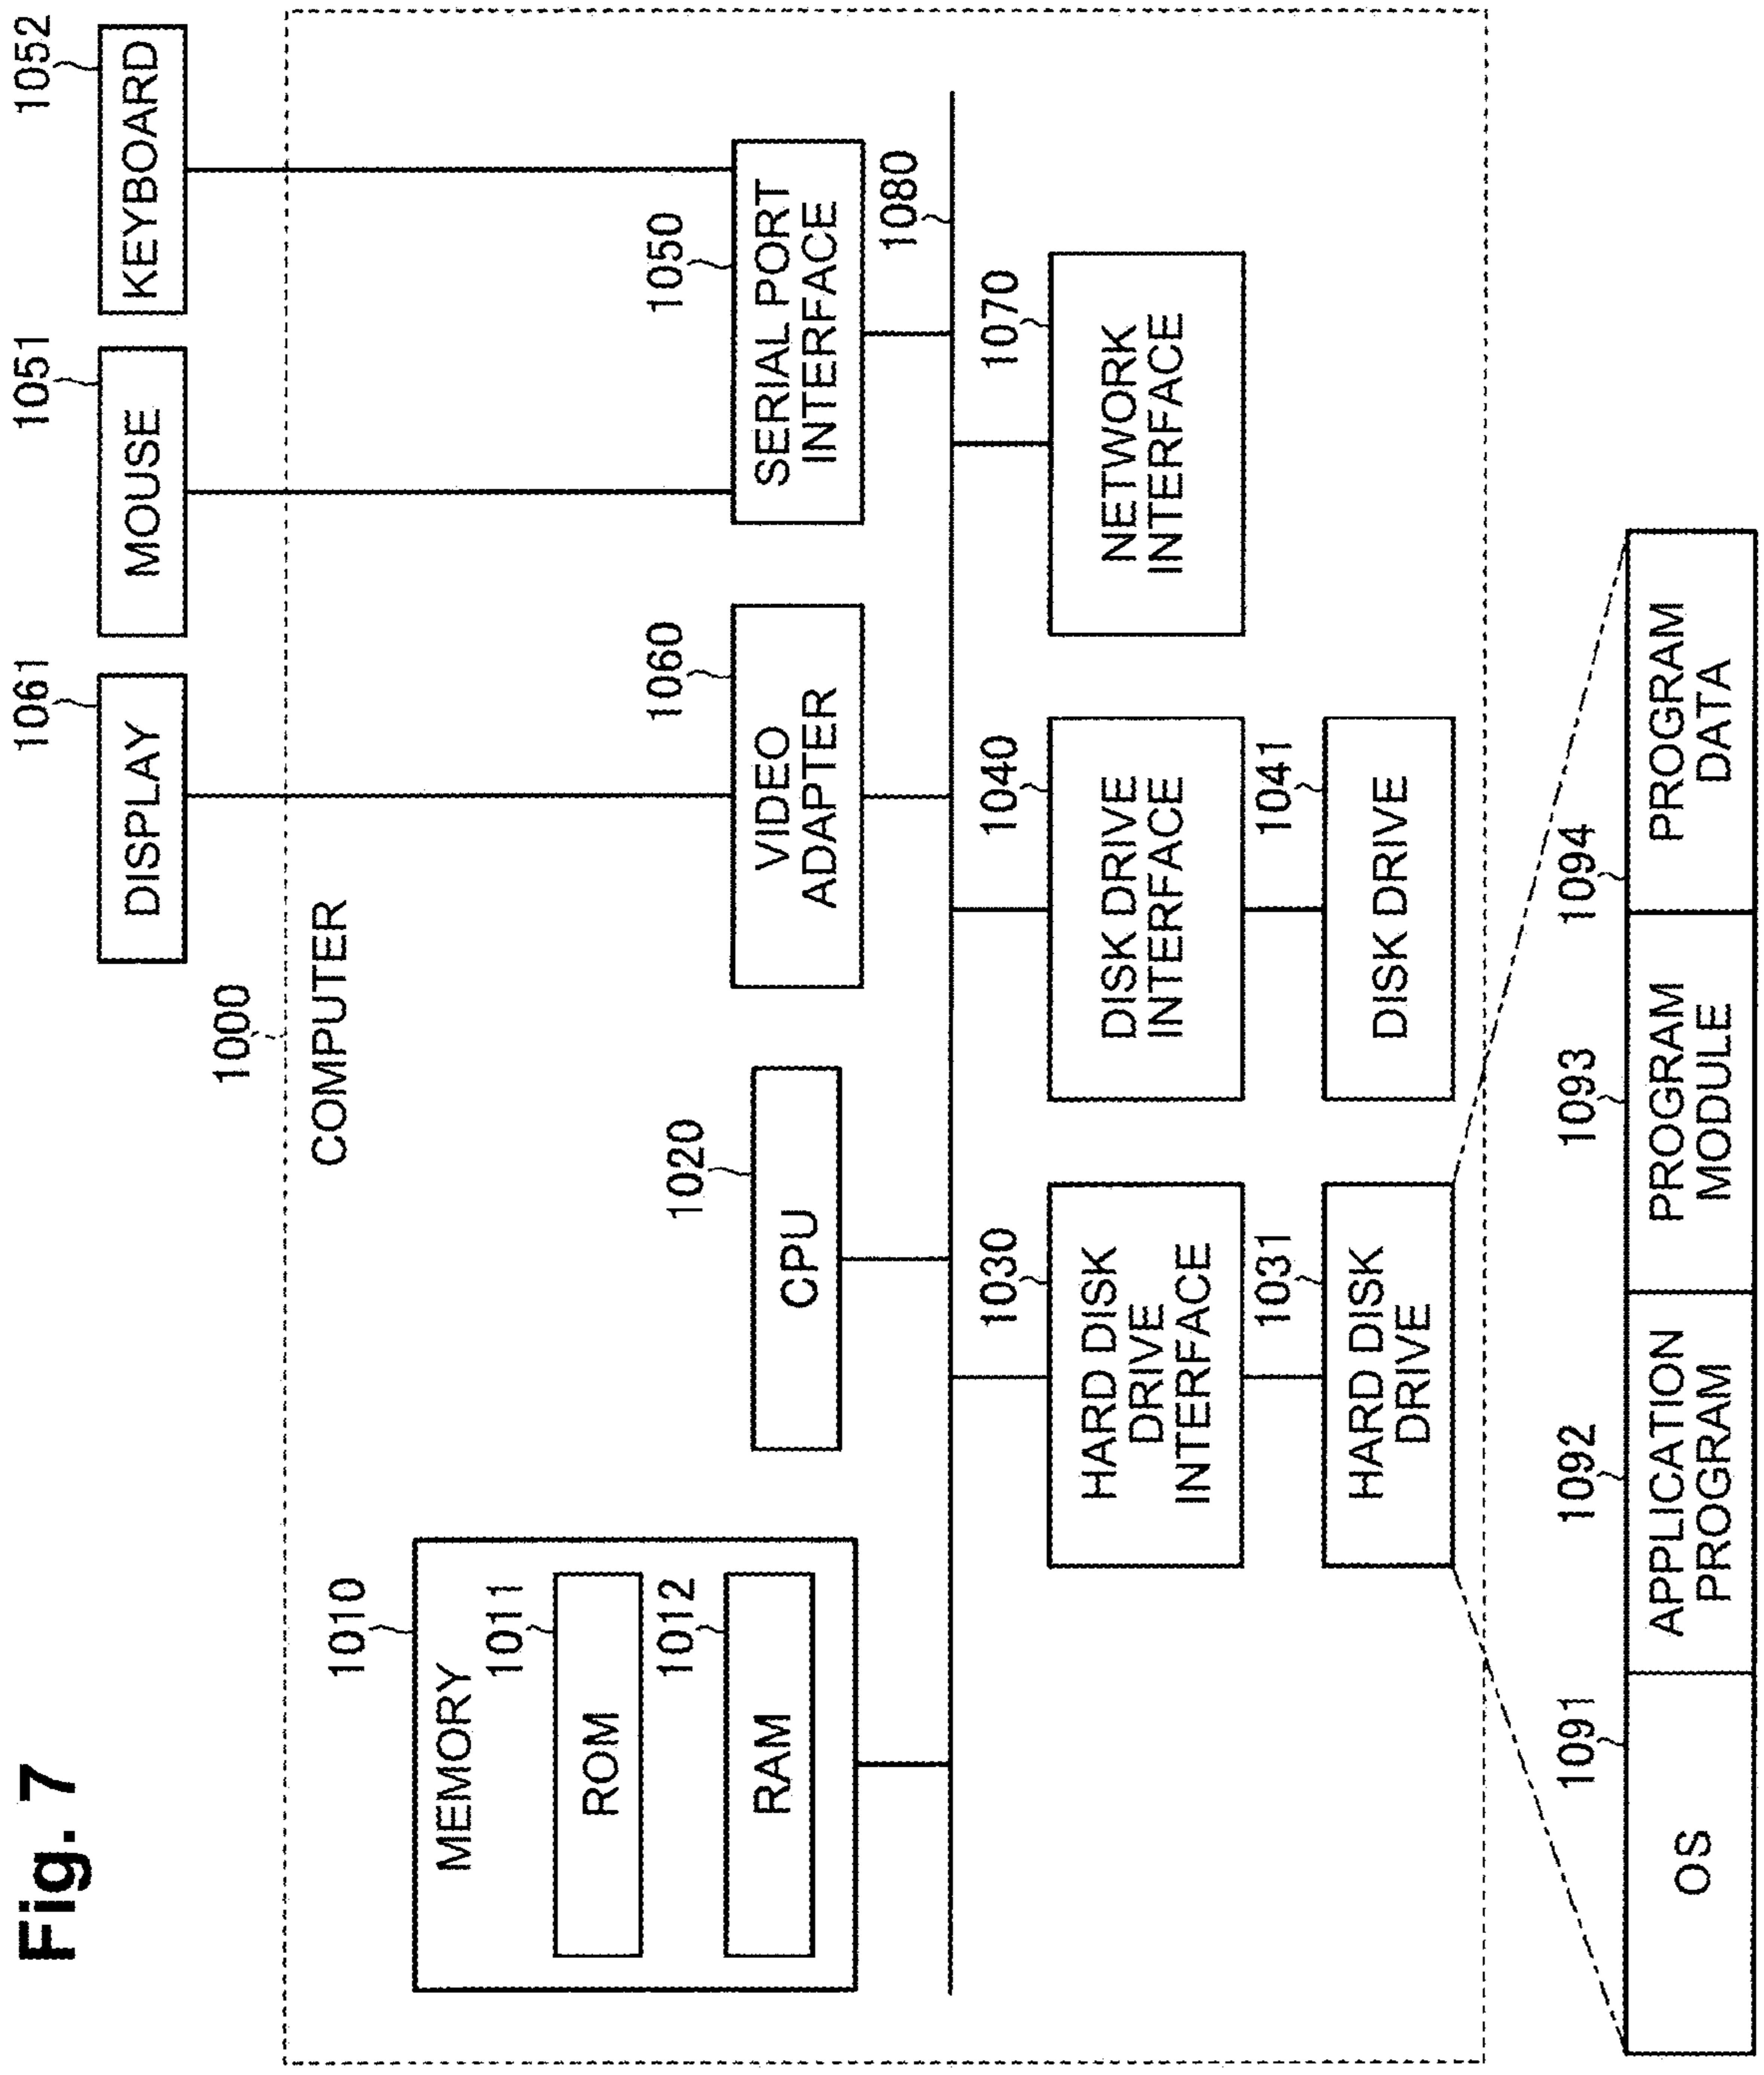 Fig. 7
1061
DISPLAY
1051
MOUSE
1052
KEYBOARD
1000
COMPUTER
1010
MEMORY
1011
ROM
1012
RAM
1020
CPU
1060
VIDEO
ADAPTER
1050
SERIAL PORT
INTERFACE
1080
1030
HARD DISK
DRIVE
INTERFACE
1040
DISK DRIVE
INTERFACE
1070
NETWORK
INTERFACE
1031
HARD DISK
DRIVE
1041
DISK DRIVE
1091
OS
1092
APPLICATION
PROGRAM
1093
PROGRAM
MODULE
1094
PROGRAM
DATA